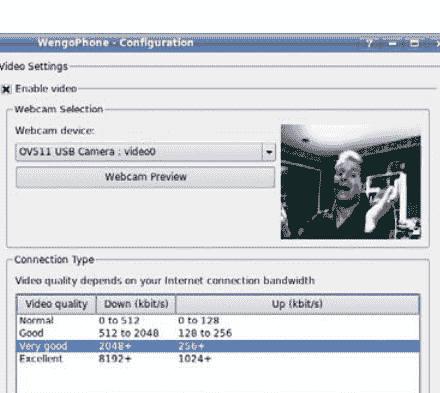 WengoPhone - Configuration
Video Settings
Enable video
Webcam Selection
Webcam device:
OV511 USB Camera : video0
Webcam Preview
Connection Type
Video quality depends on your Internet connection bandwidth
Video quality Down (kbit/s) Up (kbit/s)
Normal 0 to 512 0 to 128
Good 512 to 2048 128 to 256
Very good 2048+ 256+
Excellent 8192+ 1024+